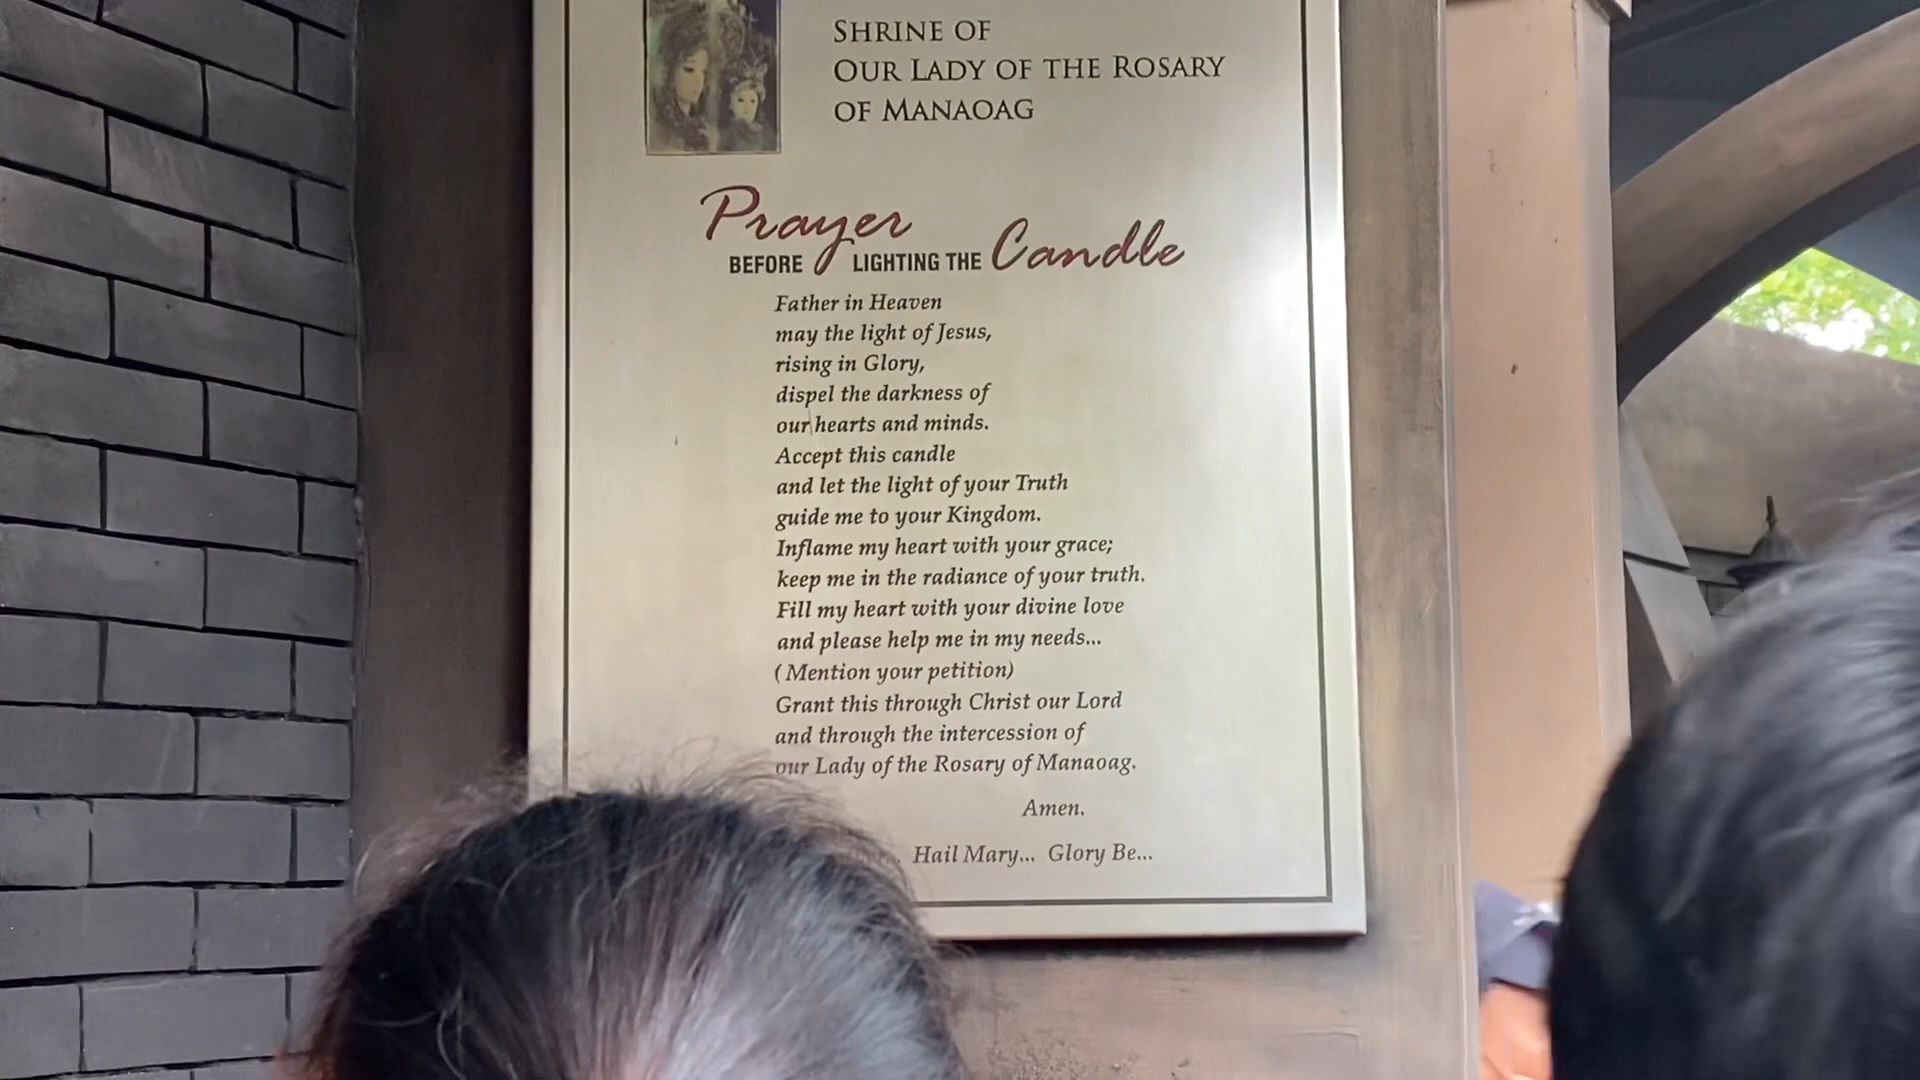 SHRINE OF
OUR LADY OF THE ROSARY
OF MANAOAG
Prayer
BEFORE LIGHTING THE Candle
Father in Heaven
may the light of Jesus,
rising in Glory,
dispel the darkness of
our hearts and minds.
Accept this candle
and let the light of your Truth
guide me to your Kingdom.
Inflame my heart with your grace;
keep me in the radiance of your truth.
Fill my heart with your divine love
and please help me in my needs...
(Mention your petition)
Grant this through Christ our Lord
and through the intercession of
our Lady of the Rosary of Manaoag.
Amen.
Hail Mary... Glory Be...